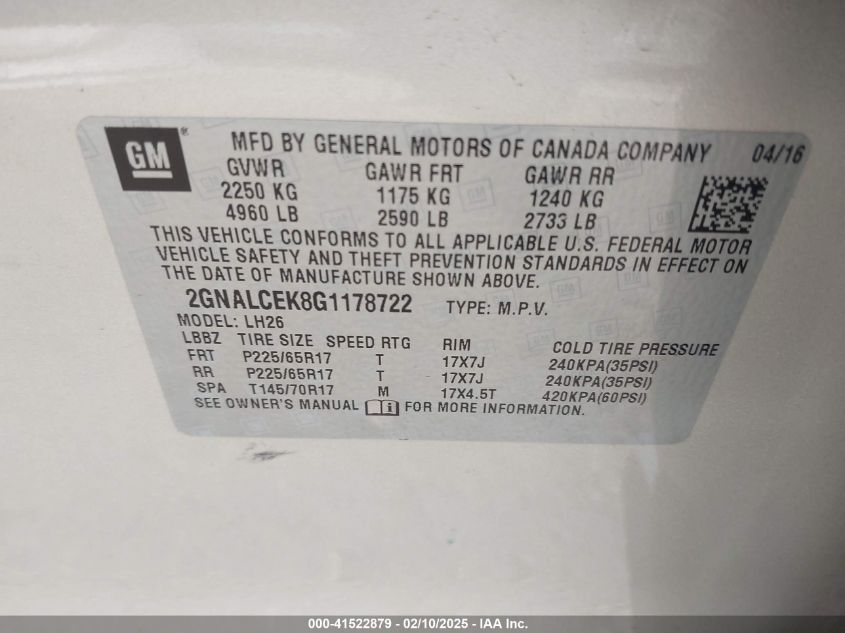 GM ® MFD BY GENERAL MOTORS OF CANADA COMPANY 04/16
GVWR GAWR FRT GAWR RR
2250 KG 1175 KG 1240 KG
4960 LB 2590 LB 2733 LB
THIS VEHICLE CONFORMS TO ALL APPLICABLE U.S. FEDERAL MOTOR
VEHICLE SAFETY AND THEFT PREVENTION STANDARDS IN EFFECT ON
THE DATE OF MANUFACTURE SHOWN ABOVE.
2GNALCEK8G1178722 TYPE: M.P.V.
MODEL: LH26
LBBZ TIRE SIZE SPEED RTG RIM COLD TIRE PRESSURE
FRT P225/65R17 T 17X7J 240KPA(35PSI)
RR P225/65R17 T 17X7J 240KPA(35PSI)
SPA T145/70R17 M 17X4.5T 420KPA(60PSI)
SEE OWNER'S MANUAL FOR MORE INFORMATION.
000-41522879 - 02/10/2025 - IAA Inc.